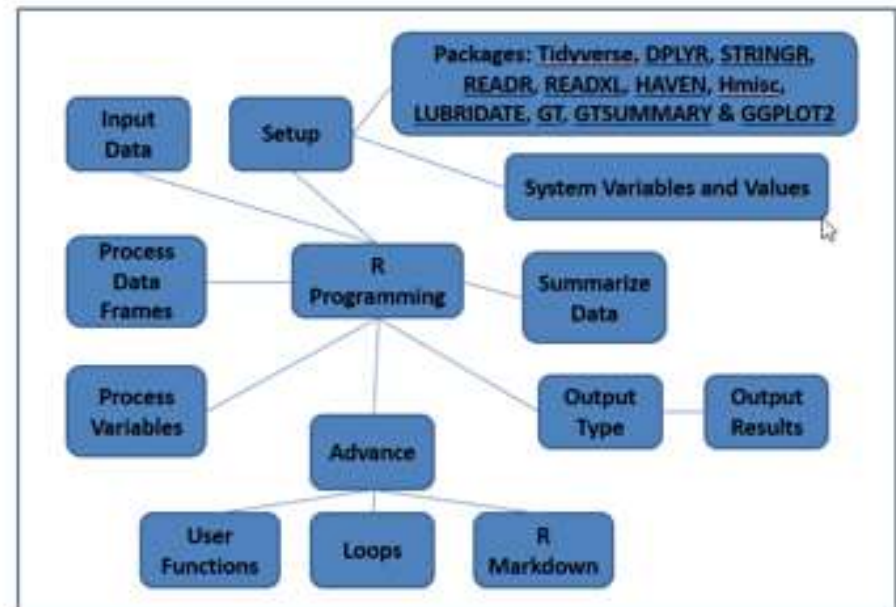 Packages: Tidyverse, DPLYR, STRINGR,
READR, READXL, HAVEN, Hmisc,
LUBRIDATE, GT, GTSUMMARY & GGPLOT2
Input
Data
Setup
System Variables and Values
Process
Data
Frames
R
Programming
Summarize
Data
Process
Variables
Output
Type
Output
Results
Advance
User
Functions
Loops
R
Markdown